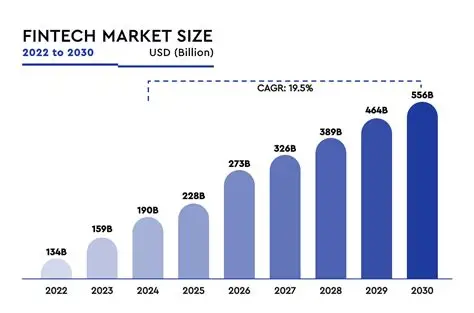 FINTECH MARKET SIZE
2022 to 2030 USD (Billion)
CAGR: 19.5%
134B
159B
190B
228B
273B
326B
389B
464B
556B
2022 2023 2024 2025 2026 2027 2028 2029 2030